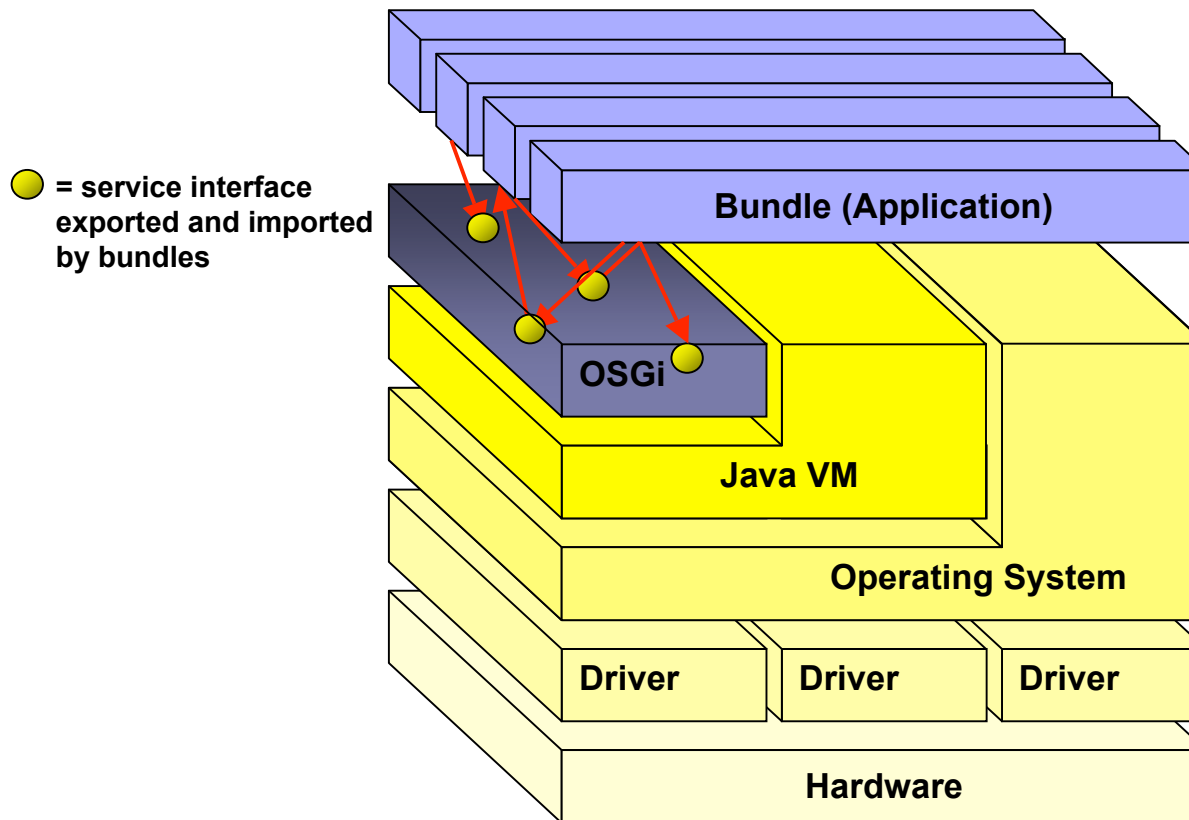 = service interface
exported and imported
by bundles
Bundle (Application)
OSGi
Java VM
Operating System
Driver
Driver
Driver
Hardware